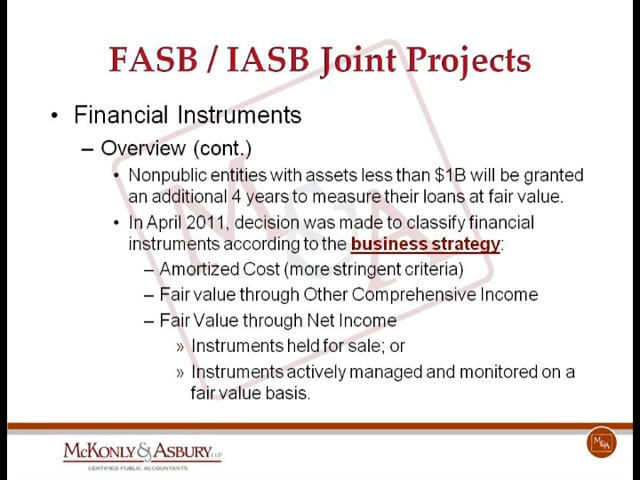 FASB / IASB Joint Projects
• Financial Instruments
– Overview (cont.)
• Nonpublic entities with assets less than $1B will be granted
an additional 4 years to measure their loans at fair value.
• In April 2011, decision was made to classify financial
instruments according to the business strategy:
– Amortized Cost (more stringent criteria)
– Fair value through Other Comprehensive Income
– Fair Value through Net Income
» Instruments held for sale; or
» Instruments actively managed and monitored on a
fair value basis.
M&A
McKonly & Asbury LLP
CERTIFIED PUBLIC ACCOUNTANTS
M&A